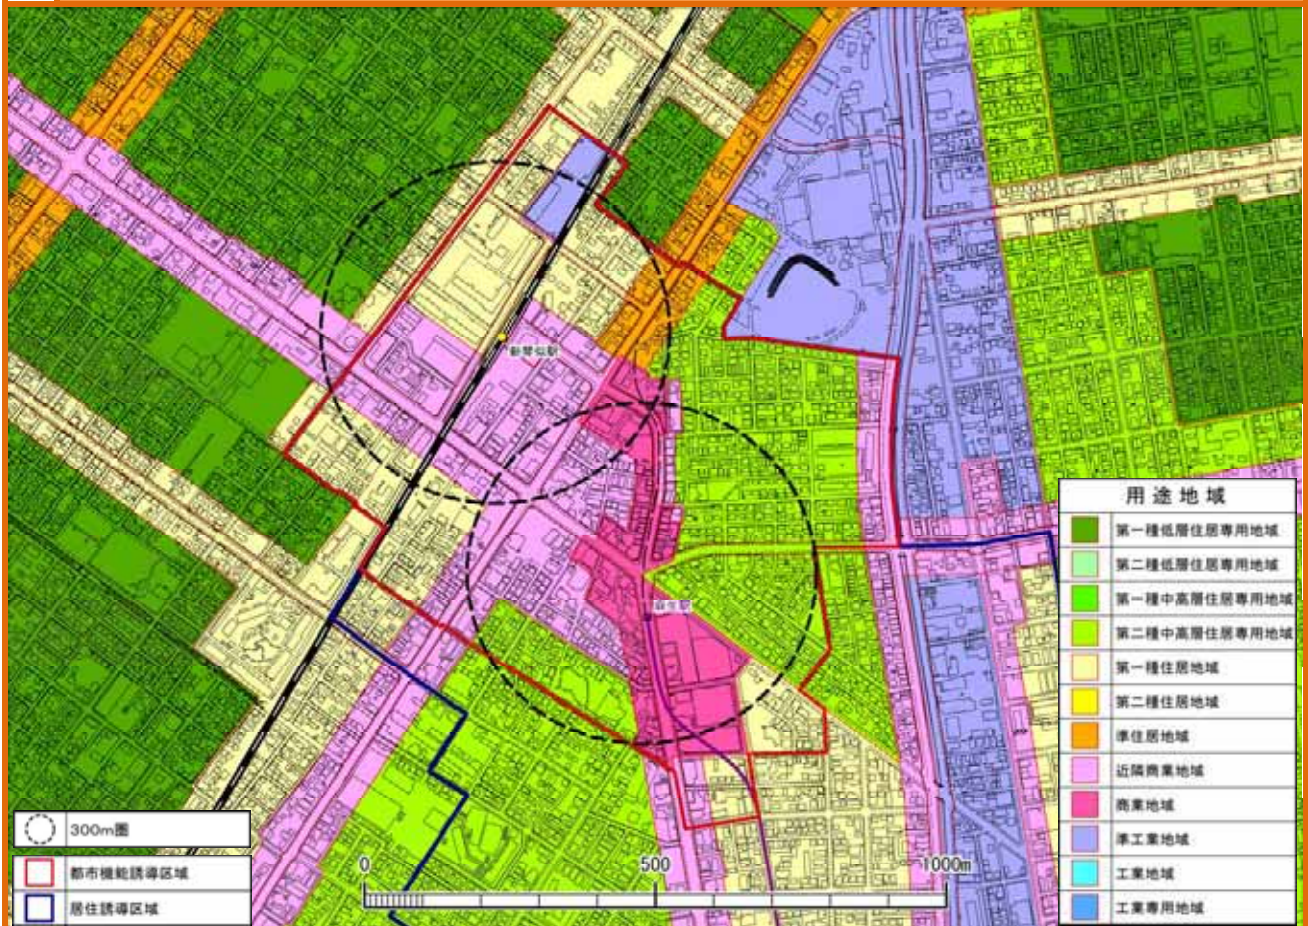 新琴似駅
麻生駅
用途地域
第一種低層住居専用地域
第二種低層住居専用地域
第一種中高層住居専用地域
第二種中高層住居専用地域
第一種住居地域
第二種住居地域
準住居地域
近隣商業地域
商業地域
準工業地域
工業地域
工業専用地域
300m圏
都市機能誘導区域
居住誘導区域
0 500 1000m